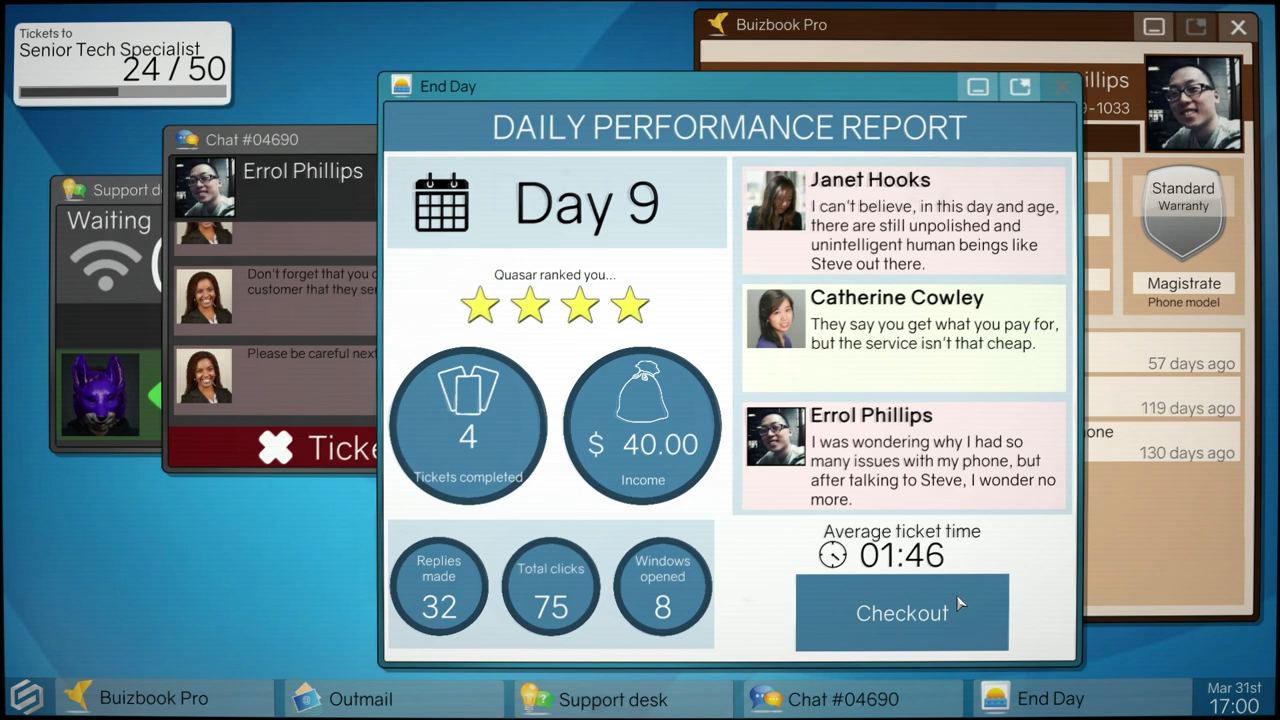 Tickets to
Senior Tech Specialist
24 / 50
Buizbook Pro
illips
9-1033
Standard
Warranty
Magistrate
Phone model
57 days ago
119 days ago
one
130 days ago
End Day
DAILY PERFORMANCE REPORT
Day 9
Quasar ranked you...
4
Tickets completed
$ 40.00
Income
Replies
made
32
Total clicks
75
Windows
opened
8
Janet Hooks
I can't believe, in this day and age,
there are still unpolished and
unintelligent human beings like
Steve out there.
Catherine Cowley
They say you get what you pay for,
but the service isn't that cheap.
Errol Phillips
I was wondering why I had so
many issues with my phone, but
after talking to Steve, I wonder no
more.
Average ticket time
01:46
Checkout
Chat #04690
Errol Phillips
Don't forget that you
customer that they
Please be careful
Support
Waiting
Buizbook Pro
Outmail
Support desk
Chat #04690
End Day
Mar 31st
17:00